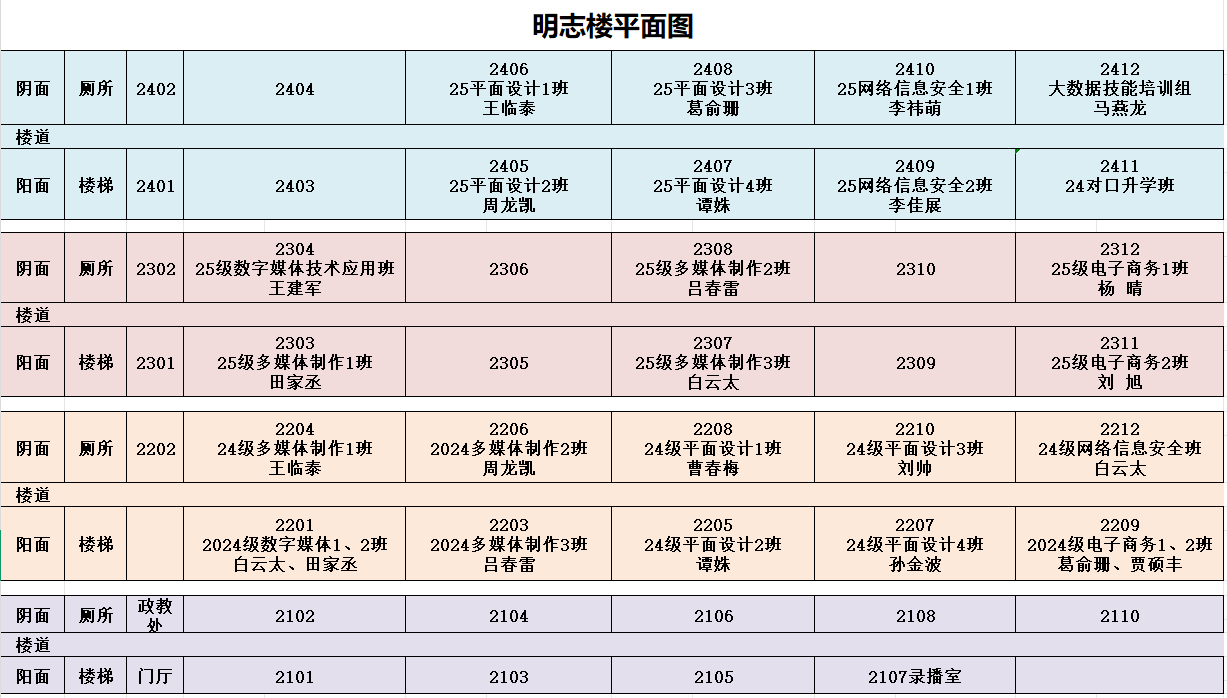 明志楼平面图
阴面 厕所 2402 2404 2406 25平面设计1班 王临泰 2408 25平面设计3班 葛俞珊 2410 25网络信息安全1班 李祎萌 2412 大数据技能培训组 马燕龙
楼道
阳面 楼梯 2401 2403 2405 25平面设计2班 周龙凯 2407 25平面设计4班 谭姝 2409 25网络信息安全2班 李佳展 2411 24对口升学班
阴面 厕所 2302 2304 25级数字媒体技术应用班 王建军 2306 2308 25级多媒体制作2班 吕春雷 2310 2312 25级电子商务1班 杨 晴
楼道
阳面 楼梯 2301 2303 25级多媒体制作1班 田家丞 2305 2307 25级多媒体制作3班 白云太 2309 2311 25级电子商务2班 刘 旭
阴面 厕所 2202 2204 24级多媒体制作1班 王临泰 2206 2024多媒体制作2班 周龙凯 2208 24级平面设计1班 曹春梅 2210 24级平面设计3班 刘帅 2212 24级网络信息安全班 白云太
楼道
阳面 楼梯 2201 2024级数字媒体1、2班 白云太、田家丞 2203 2024多媒体制作3班 吕春雷 2205 24级平面设计2班 谭姝 2207 24级平面设计4班 孙金波 2209 2024级电子商务1、2班 葛俞珊、贾硕丰
阴面 厕所 政教处 2102 2104 2106 2108 2110
楼道
阳面 楼梯 门厅 2101 2103 2105 2107录播室